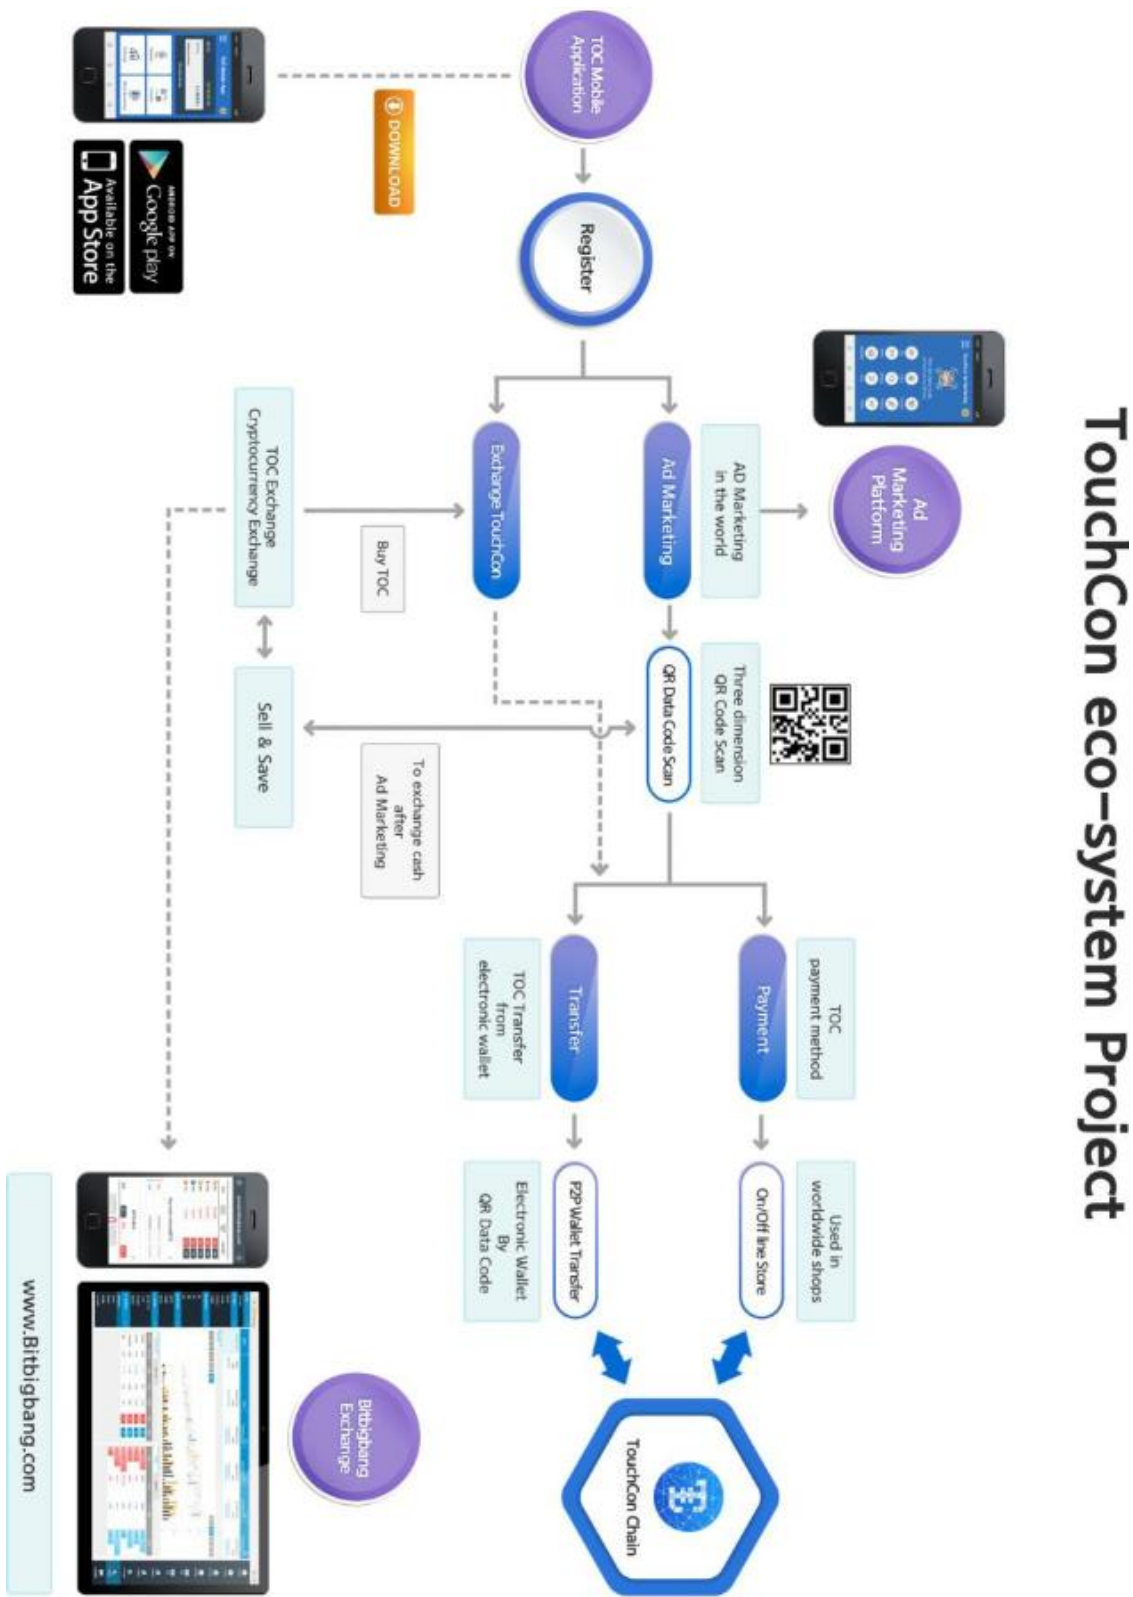 TouchCon eco-system Project
TOC Mobile
Application
DOWNLOAD
ANDROID APP ON
Google play
Available on the
App Store
Register
Ad
Marketing
Platform
AD Marketing
in the world
Ad Marketing
Exchange TouchCon
Buy TOC
TOC Exchange
Cryptocurrency Exchange
Three dimension
QR Code Scan
QR Data Code Scan
To exchange cash
after
Ad Marketing
Sell & Save
TOC
payment method
Payment
Transfer
TOC Transfer
from
electronic wallet
Used in
worldwide shops
On/Off line Store
P2P Wallet Transfer
Electronic Wallet
By
QR Data Code
TouchCon Chain
Bitbigbang
Exchange
www.Bitbigbang.com